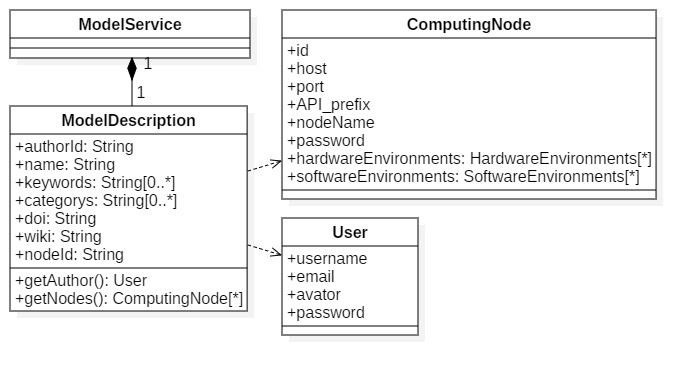 ModelService
1
1
ModelDescription
+authorId: String
+name: String
+keywords: String[0..*]
+categorys: String[0..*]
+doi: String
+wiki: String
+nodeId: String
+getAuthor(): User
+getNodes(): ComputingNode[*]
ComputingNode
+id
+host
+port
+API_prefix
+nodeName
+password
+hardwareEnvironments: HardwareEnvironments[*]
+softwareEnvironments: SoftwareEnvironments[*]
User
+username
+email
+avator
+password